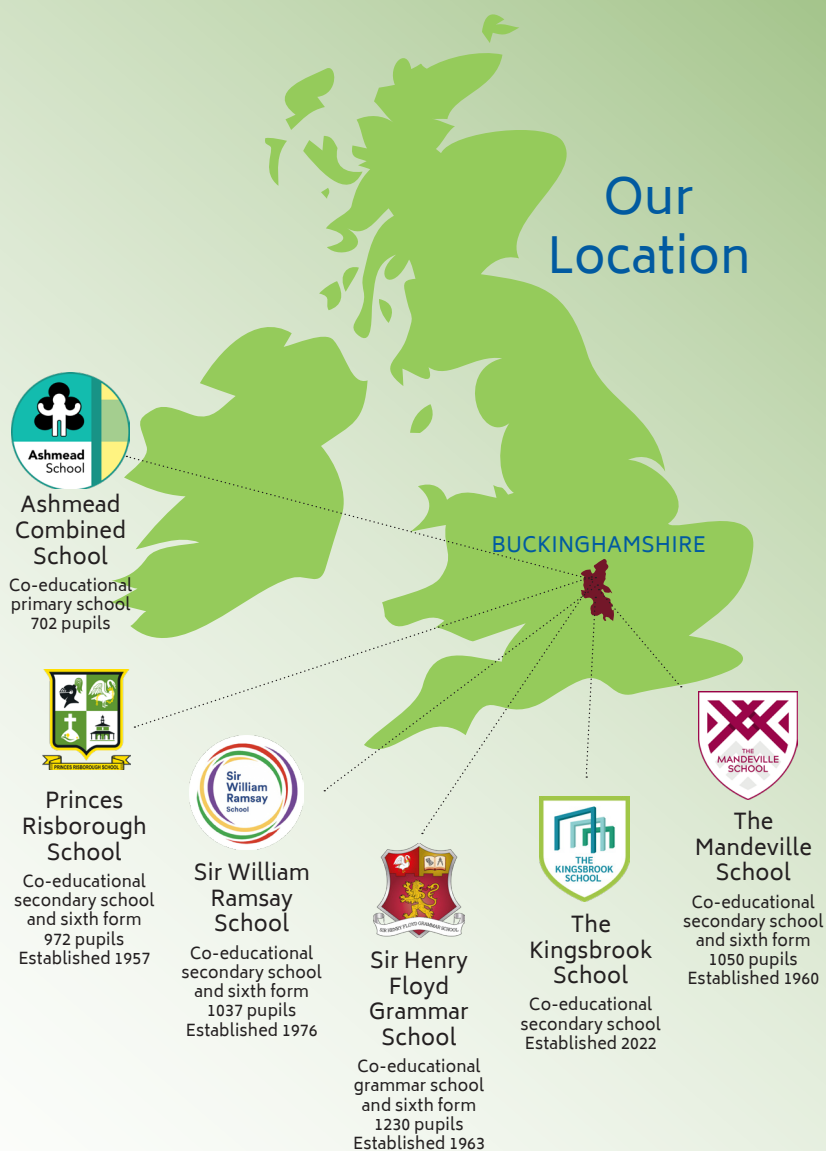 Our
Location
BUCKINGHAMSHIRE
Ashmead
School
Ashmead
Combined
School
Co-educational
primary school
702 pupils
PRINCES RISBOROUGH SCHOOL
Princes
Risborough
School
Co-educational
secondary school
and sixth form
972 pupils
Established 1957
Sir
William
Ramsay
School
Sir William
Ramsay
School
Co-educational
secondary school
and sixth form
1037 pupils
Established 1976
SIR HENRY FLOYD GRAMMAR SCHOOL
Sir Henry
Floyd
Grammar
School
Co-educational
grammar school
and sixth form
1230 pupils
Established 1963
THE
KINGSBROOK
SCHOOL
The
Kingsbrook
School
Co-educational
secondary school
Established 2022
THE
MANDEVILLE
SCHOOL
The
Mandeville
School
Co-educational
secondary school
and sixth form
1050 pupils
Established 1960